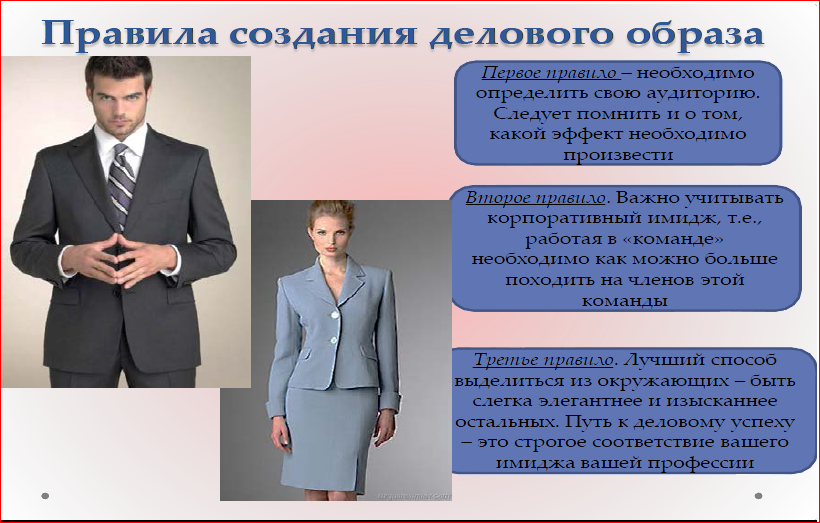 Правила создания делового образа
Первое правило – необходимо
определить свою аудиторию.
Следует помнить и о том,
какой эффект необходимо
произвести
Второе правило. Важно учитывать
корпоративный имидж, т.е.,
работая в «команде»
необходимо как можно больше
походить на членов этой
команды
Третье правило. Лучший способ
выделиться из окружающих – быть
слегка элегантнее и изысканнее
остальных. Путь к деловому успеху
– это строгое соответствие вашего
имиджа вашей профессии